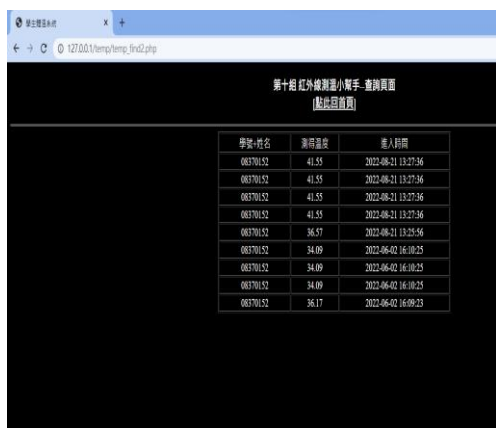 學生體溫系統
127.0.0.1/temp/temp_find2.php
第十組 紅外線測溫小幫手--查詢頁面
[點此回首頁]
學號+姓名 測得溫度 進入時間
08370152 41.55 2022-08-21 13:27:36
08370152 41.55 2022-08-21 13:27:36
08370152 41.55 2022-08-21 13:27:36
08370152 41.55 2022-08-21 13:27:36
08370152 36.57 2022-08-21 13:25:56
08370152 34.09 2022-06-02 16:10:25
08370152 34.09 2022-06-02 16:10:25
08370152 34.09 2022-06-02 16:10:25
08370152 36.17 2022-06-02 16:09:23